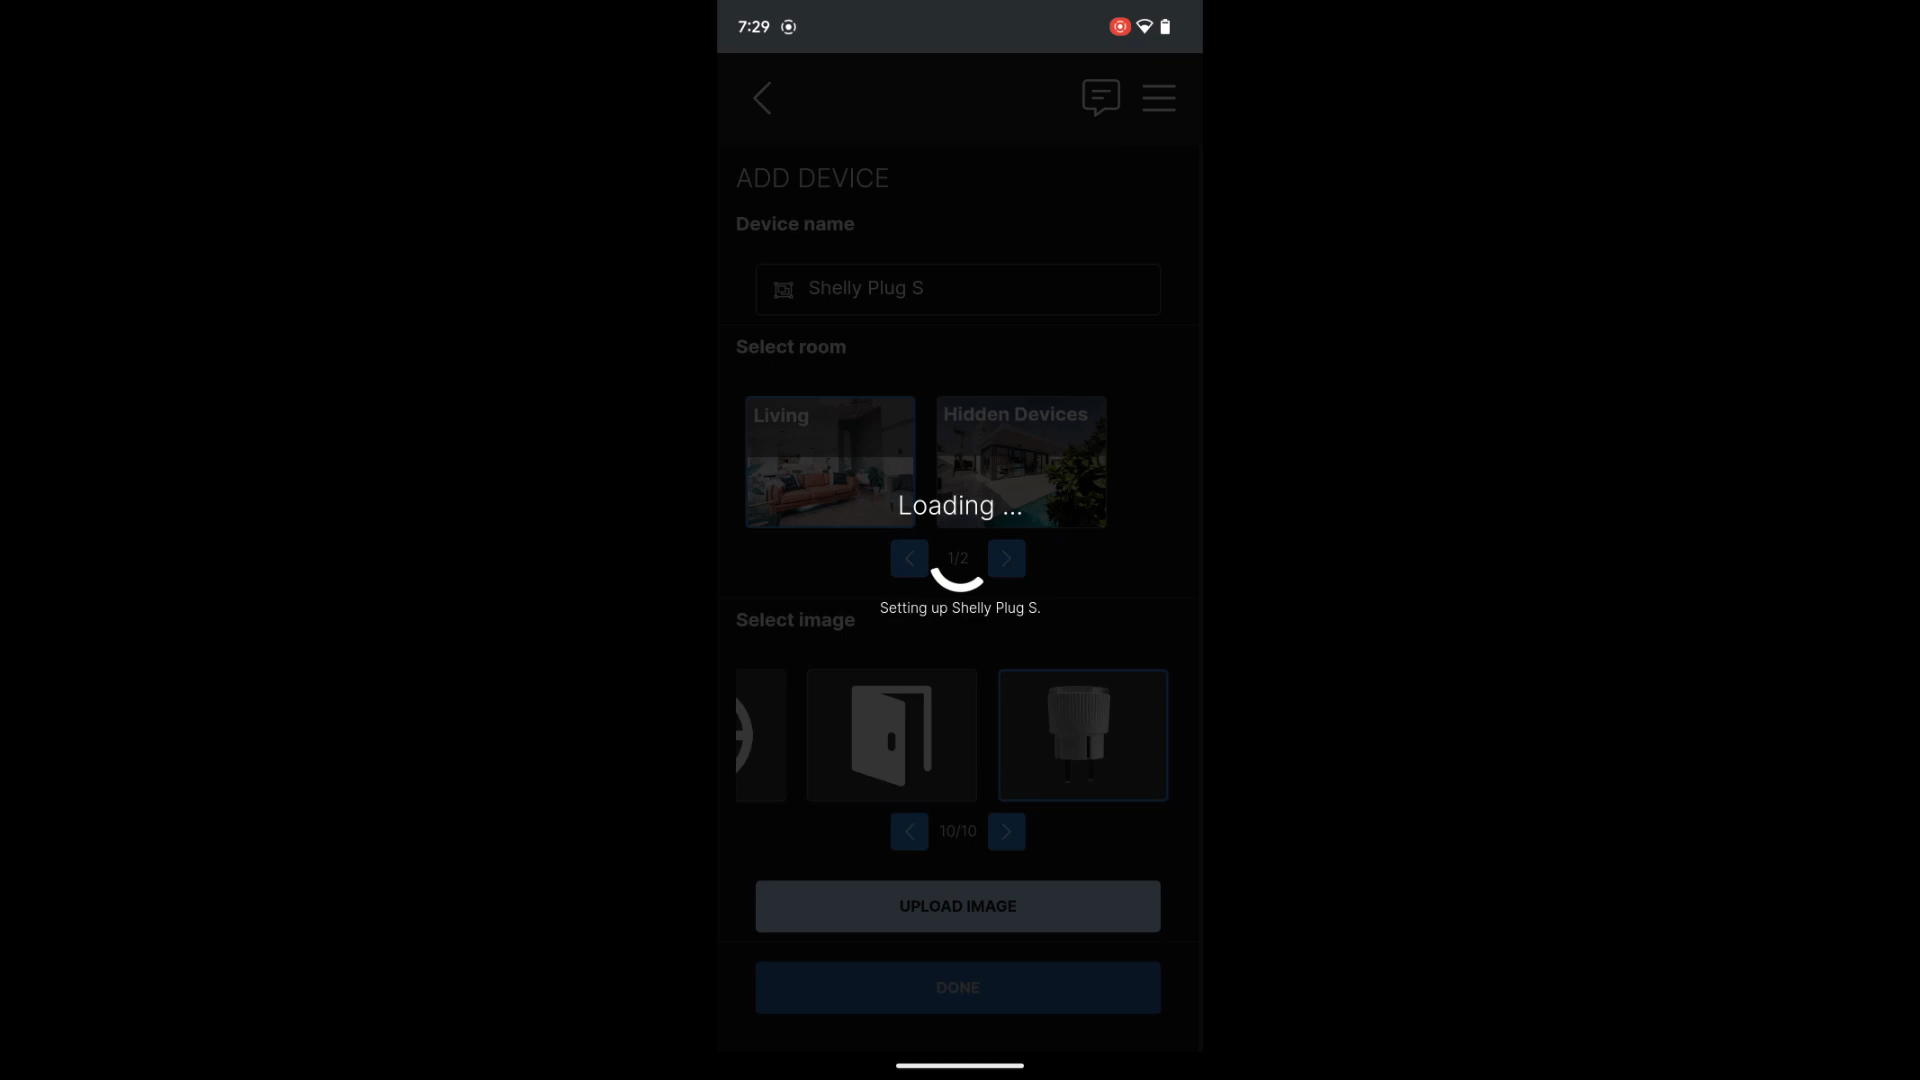 7:29
ADD DEVICE
Device name
Shelly Plug S
Select room
Living
Hidden Devices
Loading ...
1/2
Setting up Shelly Plug S.
Select image
10/10
UPLOAD IMAGE
DONE